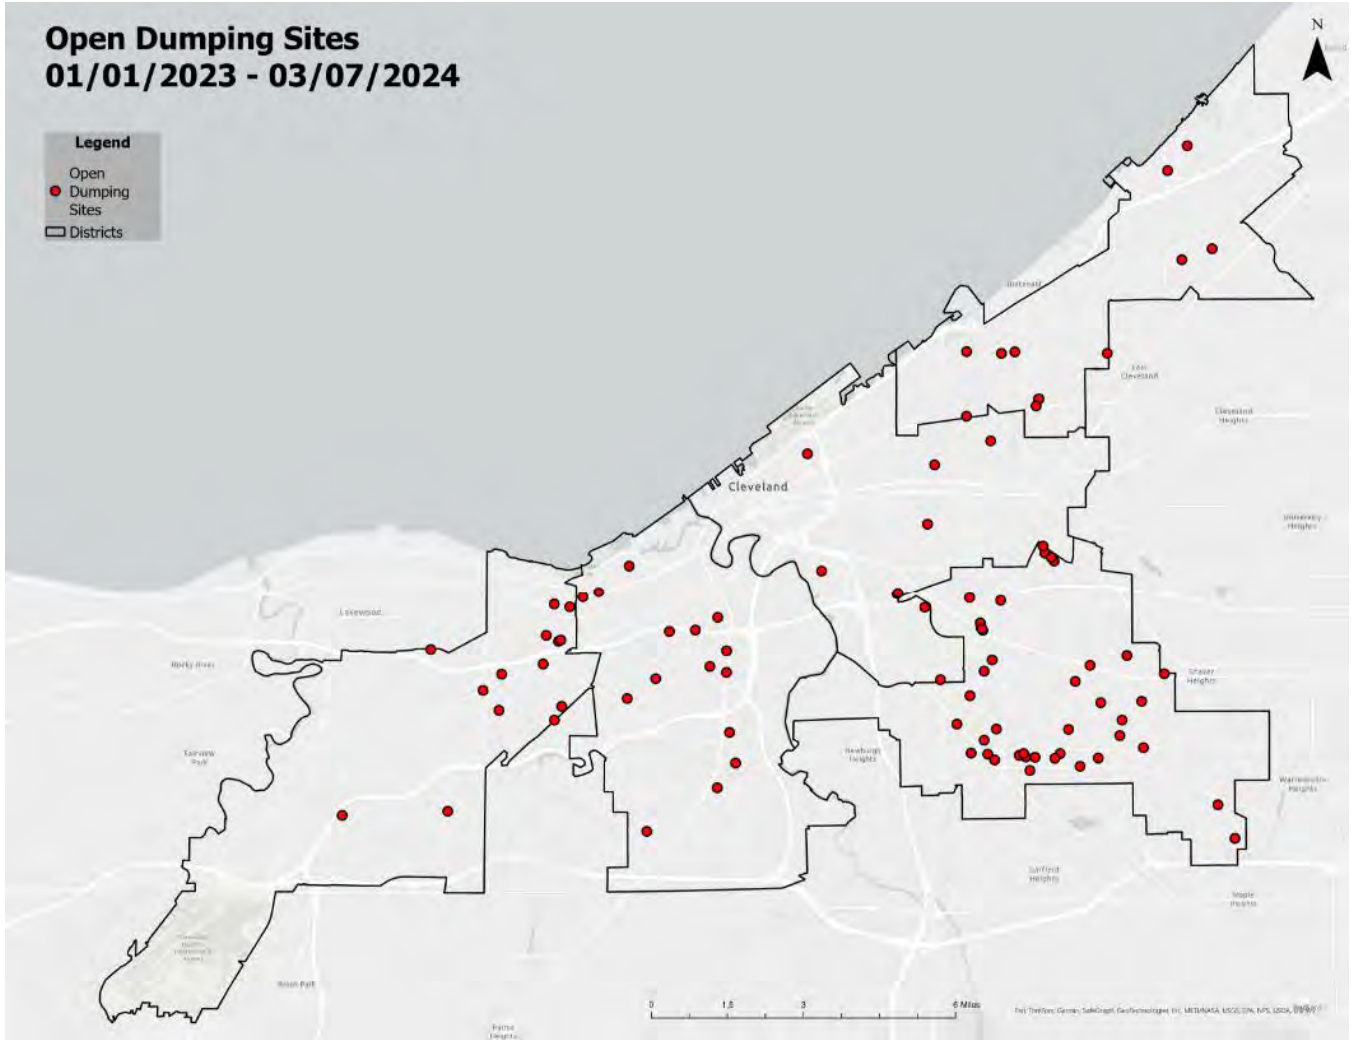 Open Dumping Sites
01/01/2023 - 03/07/2024
N
Legend
Open
Dumping
Sites
Districts
East
Cleveland
Cleveland
Heights
Cleveland
University
Heights
Lakewood
Rocky River
Shaker
Heights
Fairview
Park
Newburgh
Heights
Warrensville
Heights
Garfield
Heights
Maple
Heights
Brook Park
Parma
Heights
0 1.5 3 6 Miles